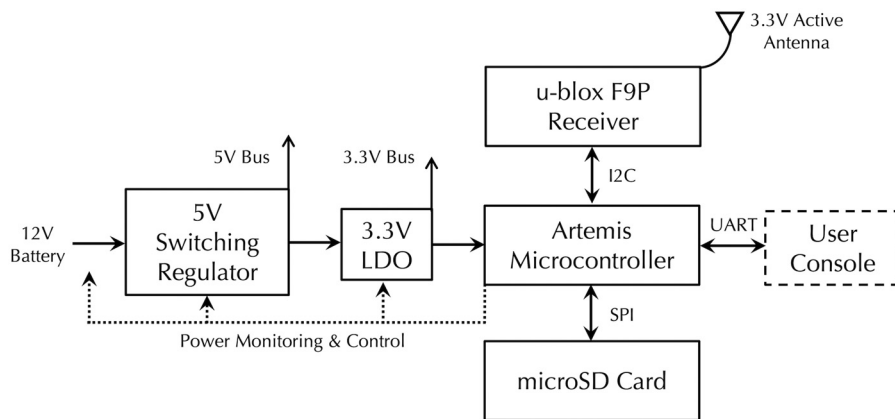 3.3V Active
Antenna
u-blox F9P
Receiver
5V Bus
3.3V Bus
I2C
12V
Battery
5V
Switching
Regulator
3.3V
LDO
Artemis
Microcontroller
UART
User
Console
SPI
Power Monitoring & Control
microSD Card